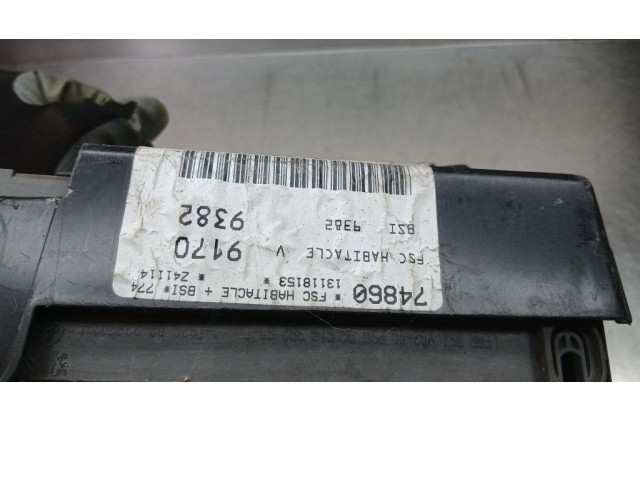 * FSC HABITACLE + BSI* 774
13118153 * * 241114
74860
FSC HABITACLE V 9170
BSI 9382 9382